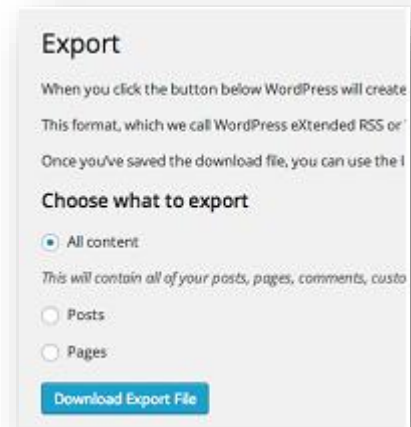 Export
When you click the button below WordPress will create
This format, which we call WordPress eXtended RSS or
Once you've saved the download file, you can use the
Choose what to export
All content
This will contain all of your posts, pages, comments, custo
Posts
Pages
Download Export File